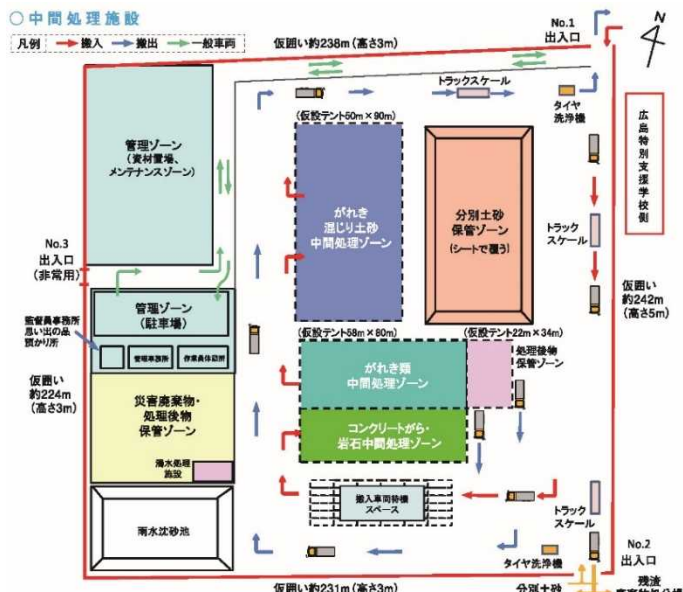 ○中間処理施設
凡例 搬入 搬出 一般車両
仮囲い約238m(高さ3m)
No.1
出入口
N
トラックスケール
タイヤ
洗浄機
広島特別支援学校側
管理ゾーン
(資材置場、
メンテナンスゾーン)
(仮設テント50m×90m)
がれき
混じり土砂
中間処理ゾーン
分別土砂
保管ゾーン
(シートで覆う)
トラック
スケール
No.3
出入口
(非常用)
仮囲い
約242m
(高さ5m)
監督員事務所
思い出の品
預かり所
管理ゾーン
(駐車場)
管理事務所
作業員休憩所
(仮設テント58m×80m)
(仮設テント22m×34m)
がれき類
中間処理ゾーン
処理後物
保管ゾーン
仮囲い
約224m
(高さ3m)
災害廃棄物・
処理後物
保管ゾーン
コンクリートがら・
岩石中間処理ゾーン
濁水処理
施設
搬入車両待機
スペース
トラック
スケール
雨水沈砂池
タイヤ洗浄機
No.2
出入口
仮囲い約231m(高さ3m)
分別土砂
残渣